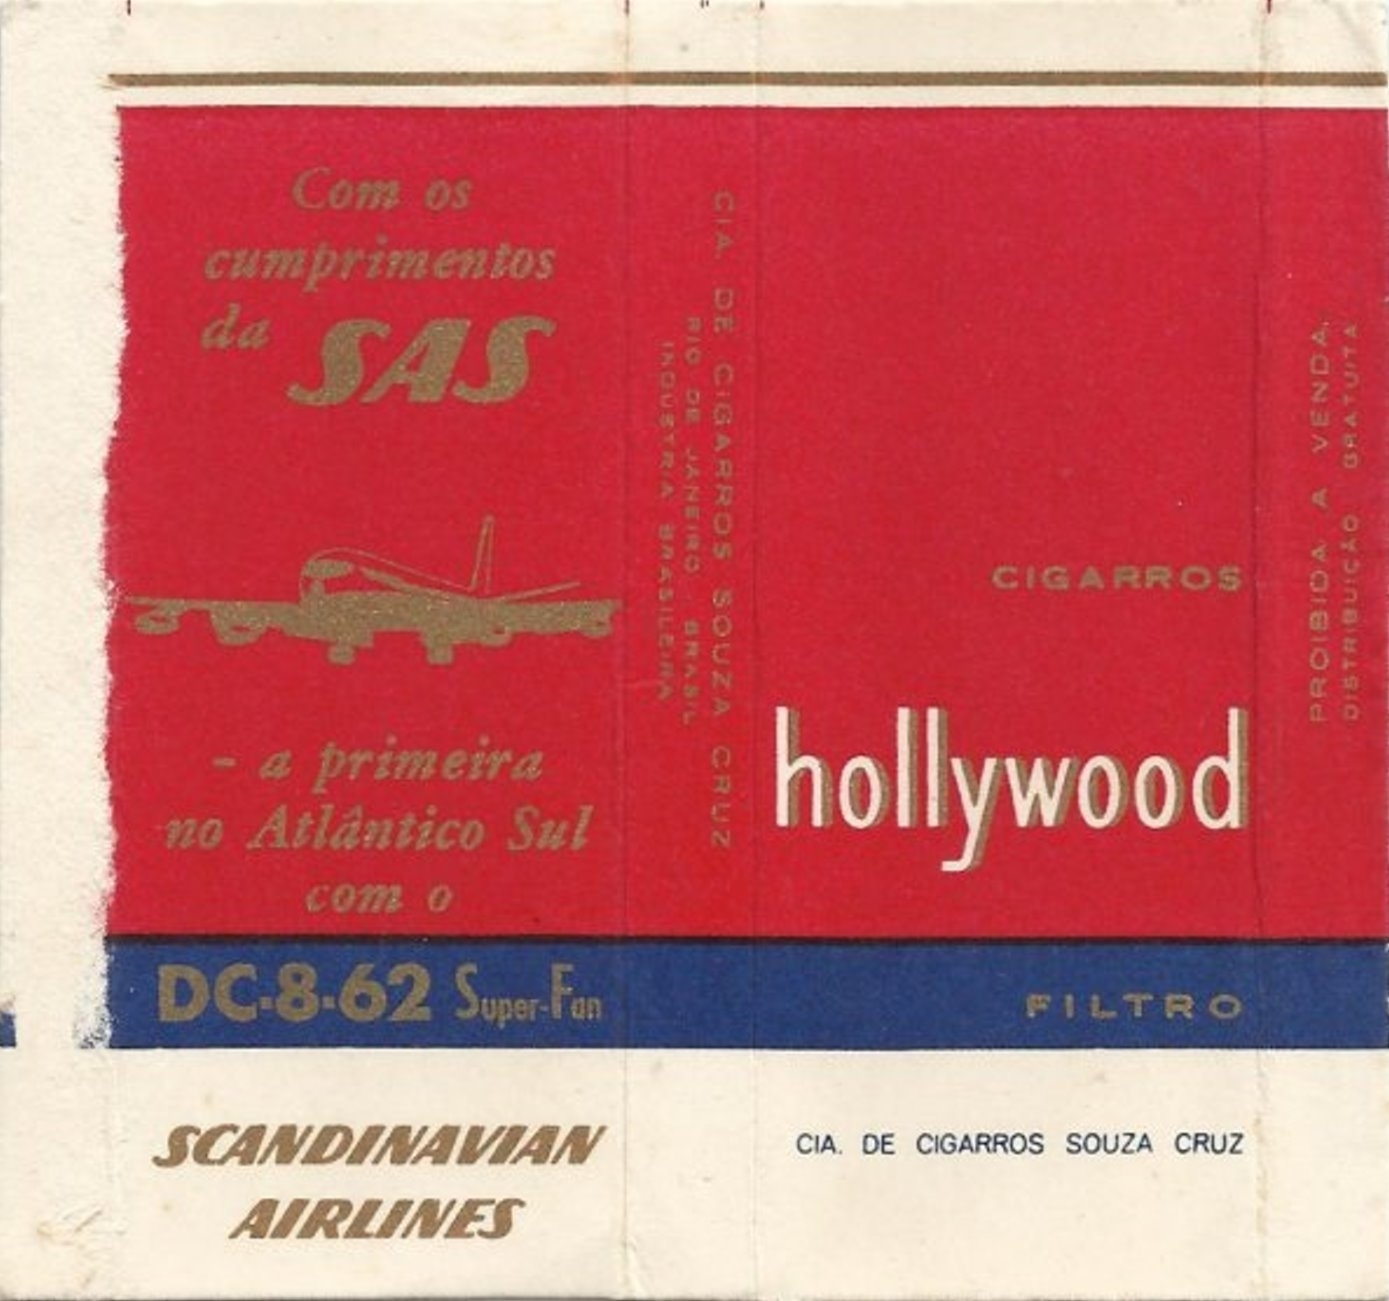 Com os
cumprimentos
da SAS
- a primeira
no Atlântico Sul
com o
DC-8-62 Super-Fan
SCANDINAVIAN
AIRLINES
CIA. DE CIGARROS SOUZA CRUZ
RIO DE JANEIRO - BRASIL
INDÚSTRIA BRASILEIRA
CIGARROS
hollywood
FILTRO
CIA. DE CIGARROS SOUZA CRUZ
PROIBIDA A VENDA,
DISTRIBUIÇÃO GRATUITA